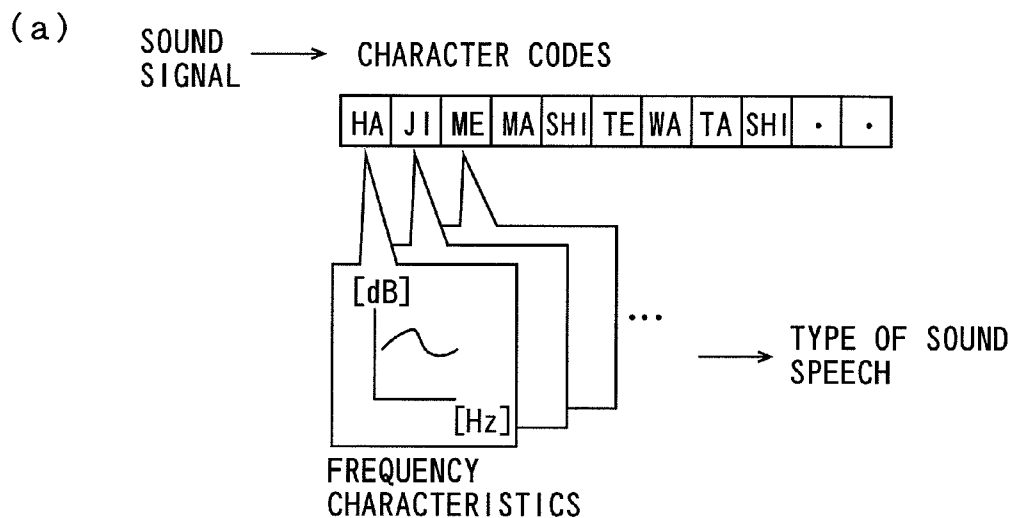 (a)
SOUND
SIGNAL
CHARACTER CODES
HA JI ME MA SHI TE WA TA SHI · ·
[dB]
[Hz]
...
TYPE OF SOUND
SPEECH
FREQUENCY
CHARACTERISTICS